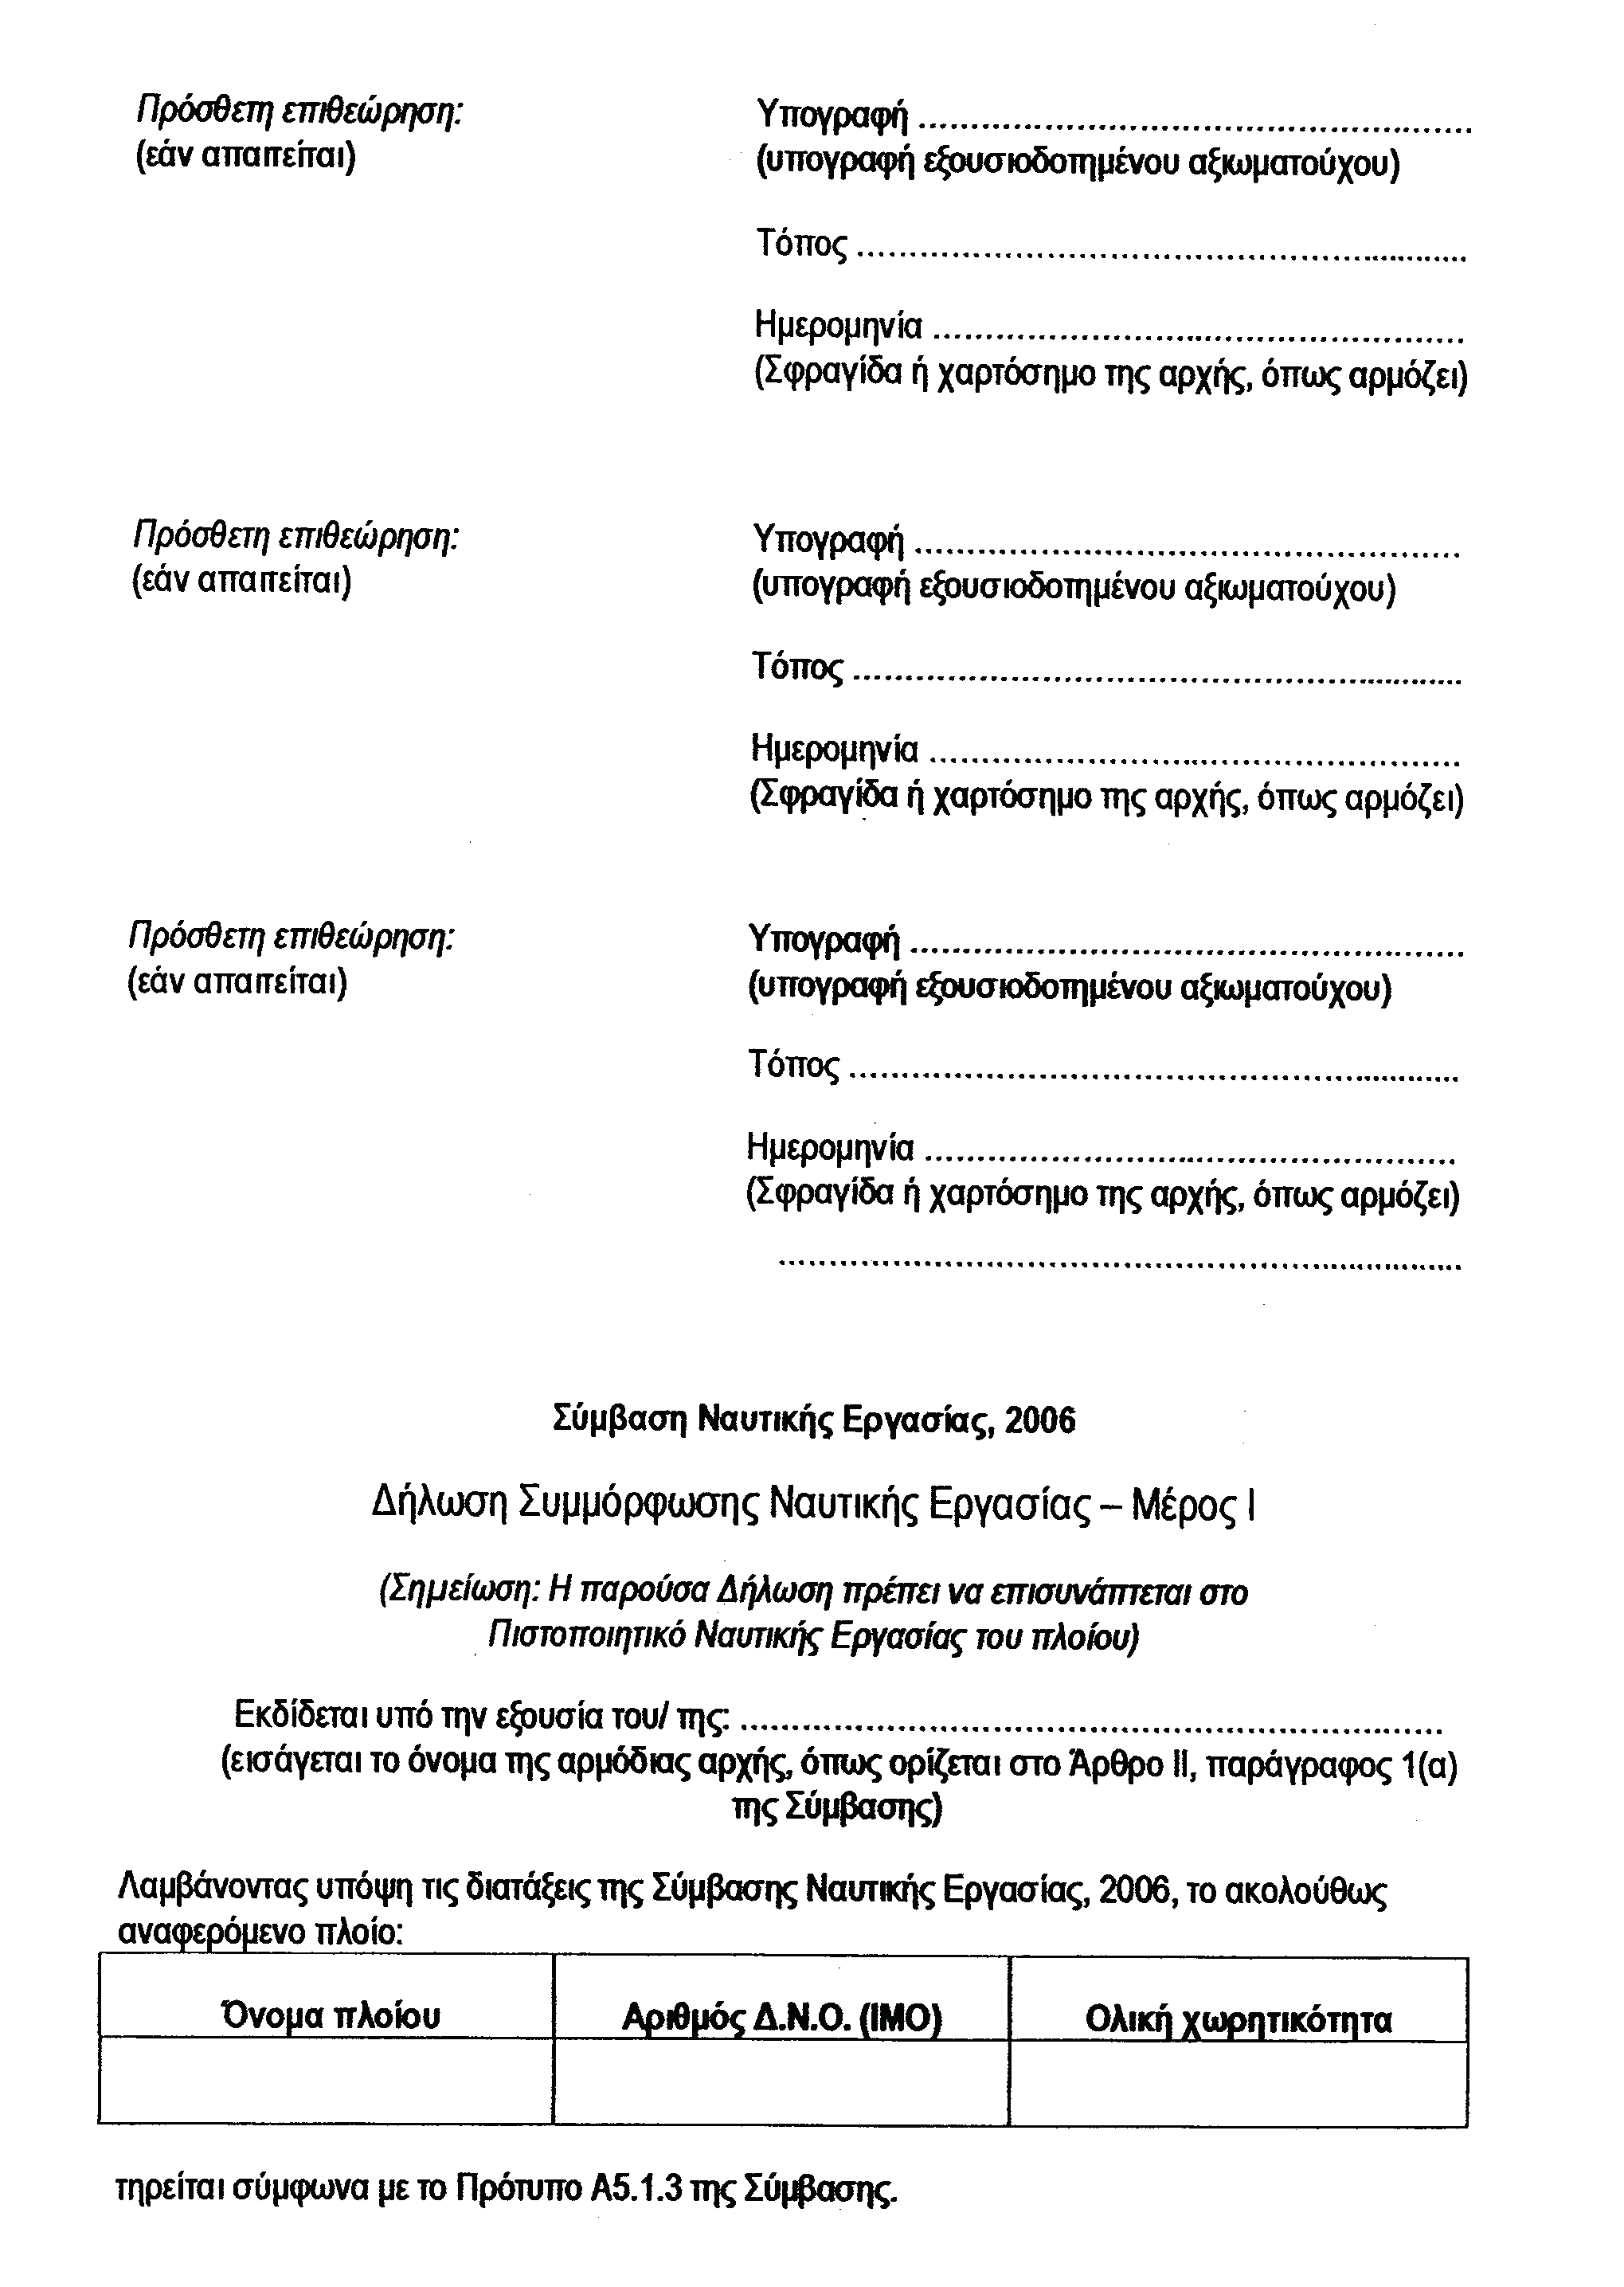 Πρόσθετη επιθεώρηση:
(εάν απαιτείται)
Υπογραφή ......................................................
(υπογραφή εξουσιοδοτημένου αξιωματούχου)
Τόπος ............................................................
Ημερομηνία ....................................................
(Σφραγίδα ή χαρτόσημο της αρχής, όπως αρμόζει)
Πρόσθετη επιθεώρηση:
(εάν απαιτείται)
Υπογραφή ......................................................
(υπογραφή εξουσιοδοτημένου αξιωματούχου)
Τόπος ............................................................
Ημερομηνία ....................................................
(Σφραγίδα ή χαρτόσημο της αρχής, όπως αρμόζει)
Πρόσθετη επιθεώρηση:
(εάν απαιτείται)
Υπογραφή ......................................................
(υπογραφή εξουσιοδοτημένου αξιωματούχου)
Τόπος ............................................................
Ημερομηνία ....................................................
(Σφραγίδα ή χαρτόσημο της αρχής, όπως αρμόζει)
...................................................................
Σύμβαση Ναυτικής Εργασίας, 2006
Δήλωση Συμμόρφωσης Ναυτικής Εργασίας – Μέρος Ι
(Σημείωση: Η παρούσα Δήλωση πρέπει να επισυνάπτεται στο
Πιστοποιητικό Ναυτικής Εργασίας του πλοίου)
Εκδίδεται υπό την εξουσία του/ της: .....................................................................
(εισάγεται το όνομα της αρμόδιας αρχής, όπως ορίζεται στο Άρθρο ΙΙ, παράγραφος 1(α)
της Σύμβασης)
Λαμβάνοντας υπόψη τις διατάξεις της Σύμβασης Ναυτικής Εργασίας, 2006, το ακολούθως
αναφερόμενο πλοίο:
Όνομα πλοίου
Αριθμός Δ.Ν.Ο. (ΙΜΟ)
Ολική χωρητικότητα
τηρείται σύμφωνα με το Πρότυπο Α5.1.3 της Σύμβασης.